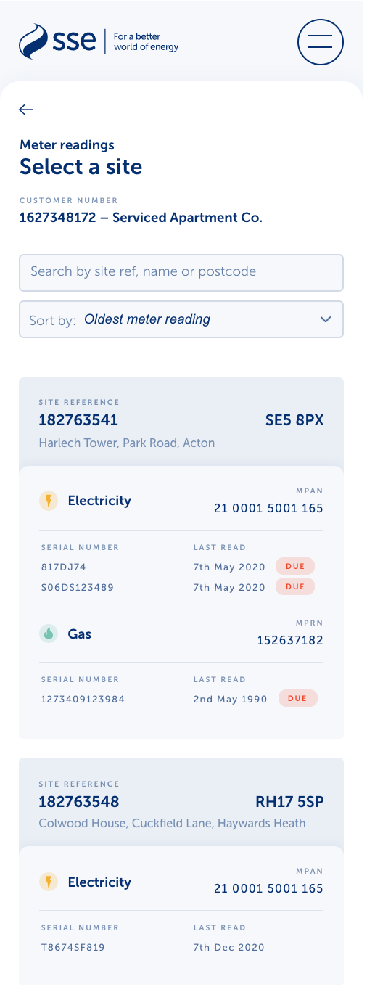 sse
For a better
world of energy
Meter readings
Select a site
CUSTOMER NUMBER
1627348172 – Serviced Apartment Co.
Search by site ref, name or postcode
Sort by: Oldest meter reading
SITE REFERENCE
182763541 SE5 8PX
Harlech Tower, Park Road, Acton
Electricity
MPAN
21 0001 5001 165
SERIAL NUMBER LAST READ
817DJ74 7th May 2020 DUE
S06DS123489 7th May 2020 DUE
Gas
MPRN
152637182
SERIAL NUMBER LAST READ
1273409123984 2nd May 1990 DUE
SITE REFERENCE
182763548 RH17 5SP
Colwood House, Cuckfield Lane, Haywards Heath
Electricity
MPAN
21 0001 5001 165
SERIAL NUMBER LAST READ
T8674SF819 7th Dec 2020